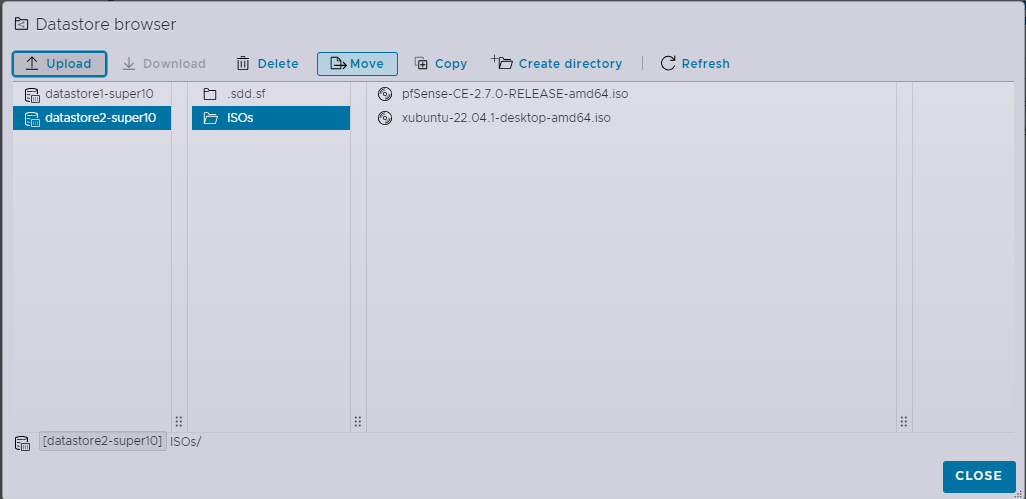 Datastore browser
Upload Download Delete Move Copy Create directory Refresh
datastore1-super10 .sdd.sf pfSense-CE-2.7.0-RELEASE-amd64.iso
datastore2-super10 ISOs xubuntu-22.04.1-desktop-amd64.iso
[datastore2-super10] ISOs/
CLOSE